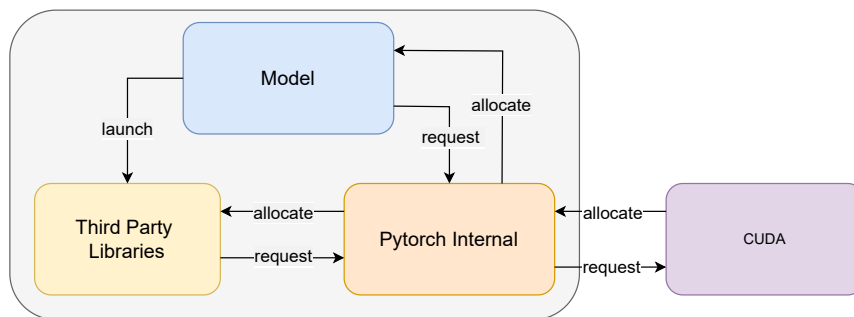 Model
allocate
launch
request
Third Party
Libraries
allocate
request
Pytorch Internal
allocate
request
CUDA